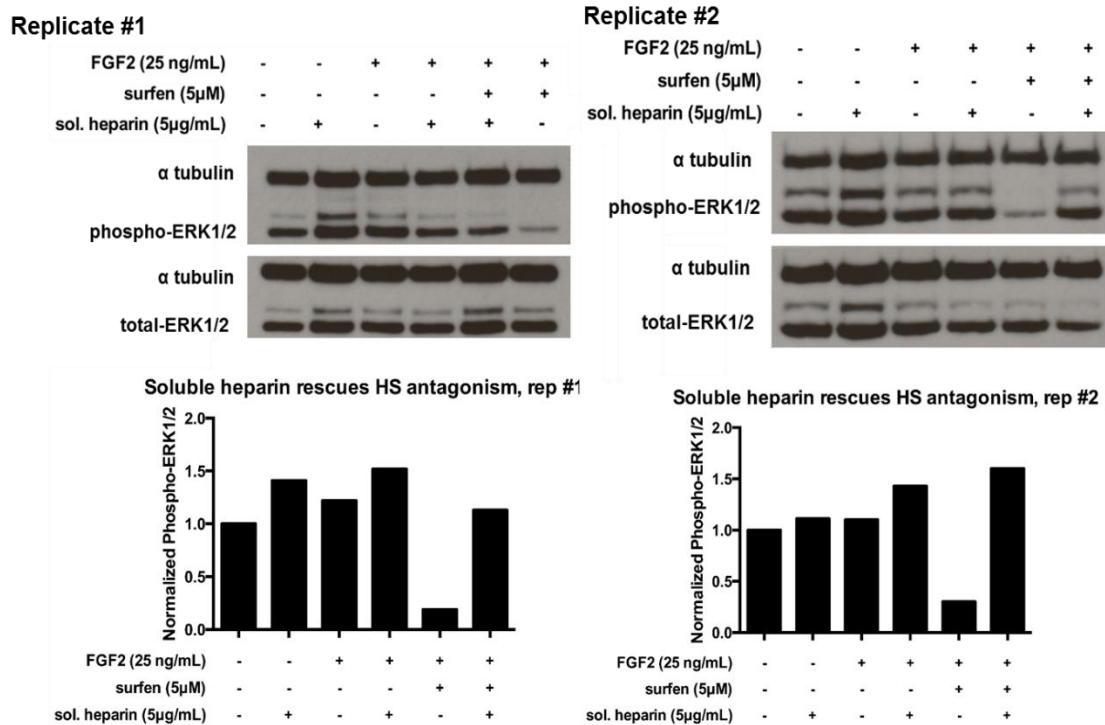 Replicate #1
FGF2 (25 ng/mL) - - + + + +
surfen (5µM) - - - - + +
sol. heparin (5µg/mL) - + - + + -
α tubulin
phospho-ERK1/2
α tubulin
total-ERK1/2
Soluble heparin rescues HS antagonism, rep #1
Normalized Phospho-ERK1/2
2.0
1.5
1.0
0.5
0.0
FGF2 (25 ng/mL) - - + + + +
surfen (5µM) - - - - + +
sol. heparin (5µg/mL) - + - + - +
Replicate #2
FGF2 (25 ng/mL) - - + + + +
surfen (5µM) - - - - + +
sol. heparin (5µg/mL) - + - + - +
α tubulin
phospho-ERK1/2
α tubulin
total-ERK1/2
Soluble heparin rescues HS antagonism, rep #2
Normalized Phospho-ERK1/2
2.0
1.5
1.0
0.5
0.0
FGF2 (25 ng/mL) - - + + + +
surfen (5µM) - - - - + +
sol. heparin (5µg/mL) - + - + - +